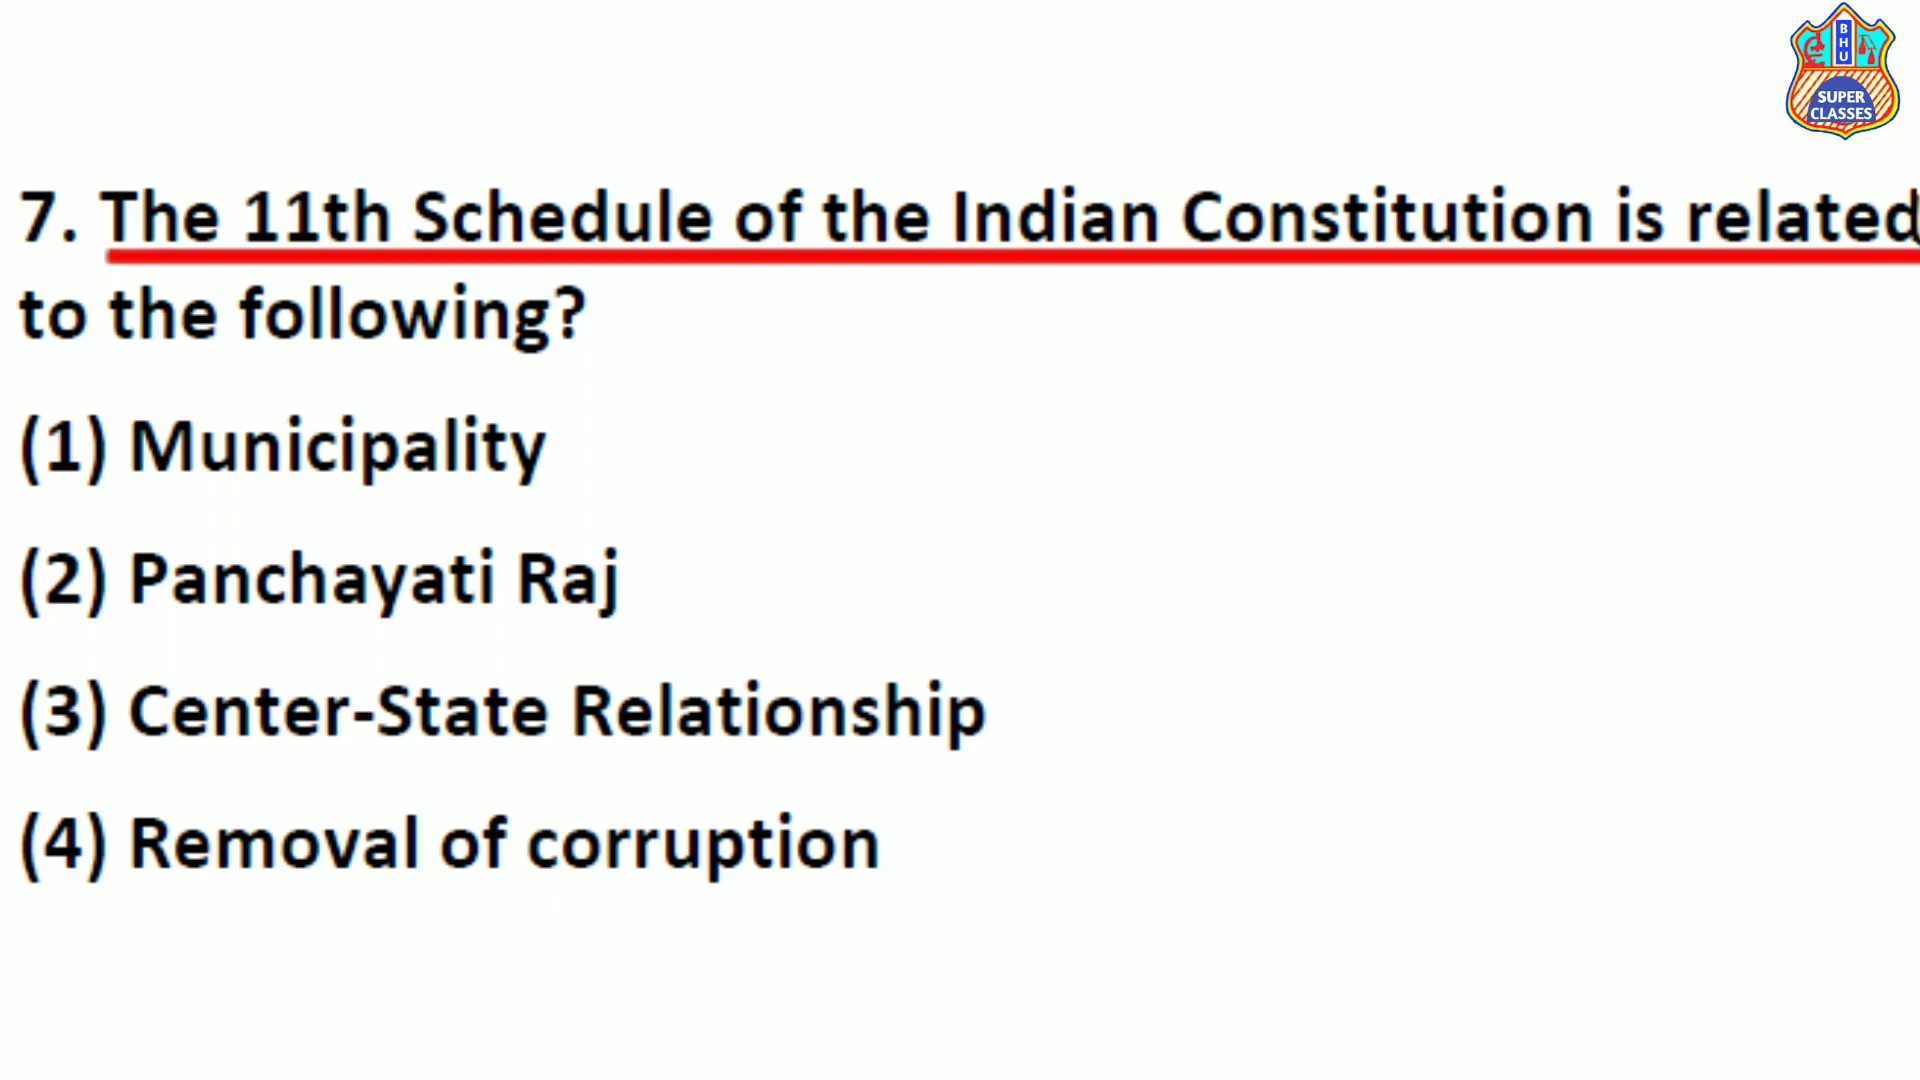 BHU
SUPER
CLASSES
7. The 11th Schedule of the Indian Constitution is related
to the following?
(1) Municipality
(2) Panchayati Raj
(3) Center-State Relationship
(4) Removal of corruption